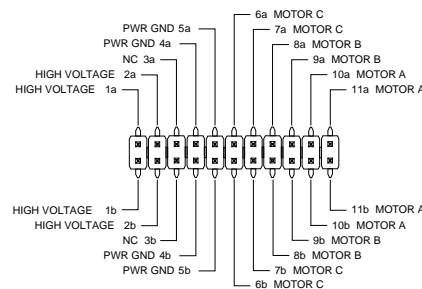 6a MOTOR C
PWR GND 5a
7a MOTOR C
PWR GND 4a
8a MOTOR B
NC 3a
9a MOTOR B
HIGH VOLTAGE 2a
10a MOTOR A
HIGH VOLTAGE 1a
11a MOTOR A
HIGH VOLTAGE 1b
11b MOTOR A
HIGH VOLTAGE 2b
10b MOTOR A
NC 3b
9b MOTOR B
PWR GND 4b
8b MOTOR B
PWR GND 5b
7b MOTOR C
6b MOTOR C